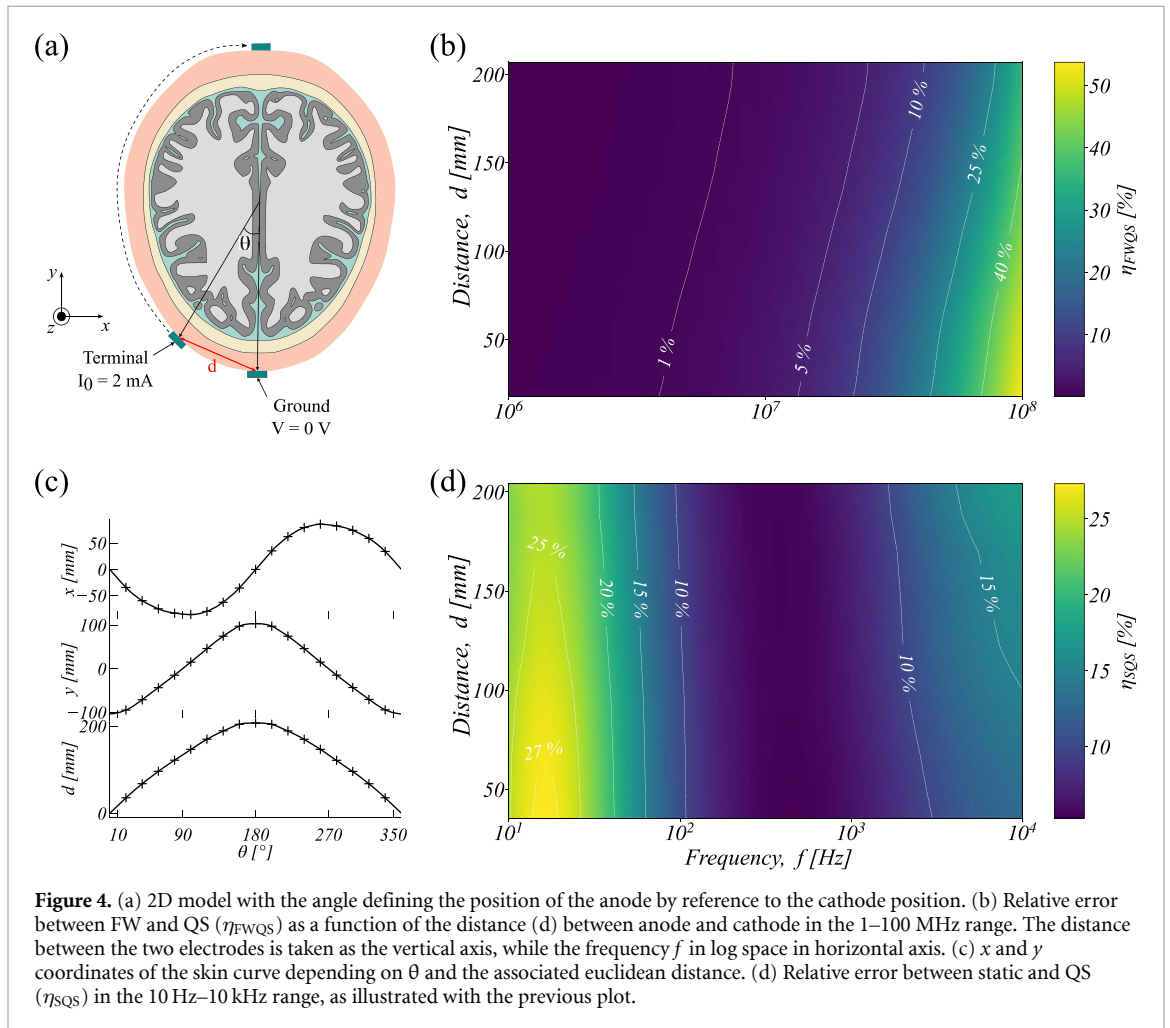 (a)
θ
y
x
z
Terminal
I0 = 2 mA
d
Ground
V = 0 V
(b)
Distance, d [mm]
200
150
100
50
10^6
10^7
10^8
1 %
5 %
10 %
25 %
40 %
50
40
30
20
10
ηFWQS [%]
(c)
x [mm]
50
0
−50
y [mm]
100
0
−100
d [mm]
200
0
10
90
180
270
350
θ [°]
(d)
Distance, d [mm]
200
150
100
50
25 %
27 %
20 %
15 %
10 %
10 %
15 %
10^1
10^2
10^3
10^4
Frequency, f [Hz]
25
20
15
10
ηSQS [%]
Figure 4. (a) 2D model with the angle defining the position of the anode by reference to the cathode position. (b) Relative error
between FW and QS (ηFWQS) as a function of the distance (d) between anode and cathode in the 1–100 MHz range. The distance
between the two electrodes is taken as the vertical axis, while the frequency f in log space in horizontal axis. (c) x and y
coordinates of the skin curve depending on θ and the associated euclidean distance. (d) Relative error between static and QS
(ηSQS) in the 10 Hz–10 kHz range, as illustrated with the previous plot.